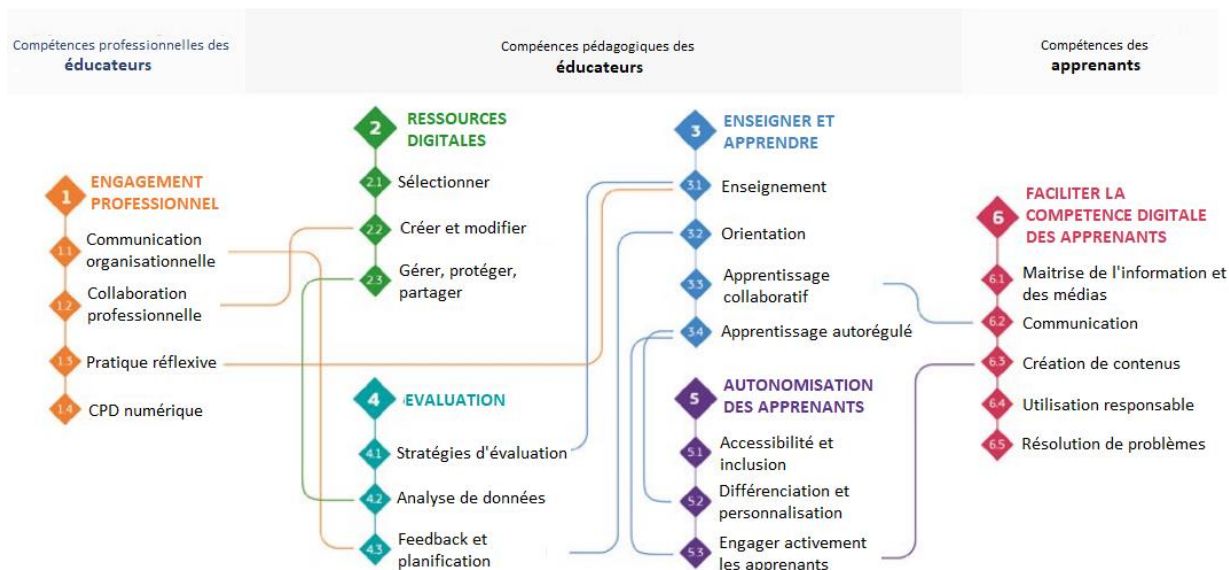 Compétences professionnelles des
éducateurs
Compéences pédagogiques des
éducateurs
Compétences des
apprenants
1
ENGAGEMENT
PROFESSIONNEL
1.1
Communication
organisationnelle
1.2
Collaboration
professionnelle
1.3
Pratique réflexive
1.4
CPD numérique
2
RESSOURCES
DIGITALES
2.1
Sélectionner
2.2
Créer et modifier
2.3
Gérer, protéger,
partager
4
EVALUATION
4.1
Stratégies d'évaluation
4.2
Analyse de données
4.3
Feedback et
planification
3
ENSEIGNER ET
APPRENDRE
3.1
Enseignement
3.2
Orientation
3.3
Apprentissage
collaboratif
3.4
Apprentissage autorégulé
5
AUTONOMISATION
DES APPRENANTS
5.1
Accessibilité et
inclusion
5.2
Différenciation et
personnalisation
5.3
Engager activement
les apprenants
6
FACILITER LA
COMPETENCE DIGITALE
DES APPRENANTS
6.1
Maitrise de l'information et
des médias
6.2
Communication
6.3
Création de contenus
6.4
Utilisation responsable
6.5
Résolution de problèmes